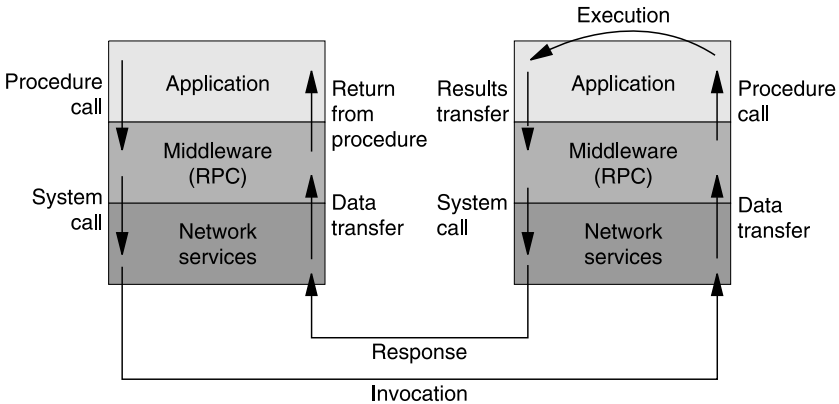 Execution
Procedure
call
Application
Return
from
procedure
Middleware
(RPC)
System
call
Data
transfer
Network
services
Results
transfer
Application
Procedure
call
Middleware
(RPC)
System
call
Data
transfer
Network
services
Response
Invocation